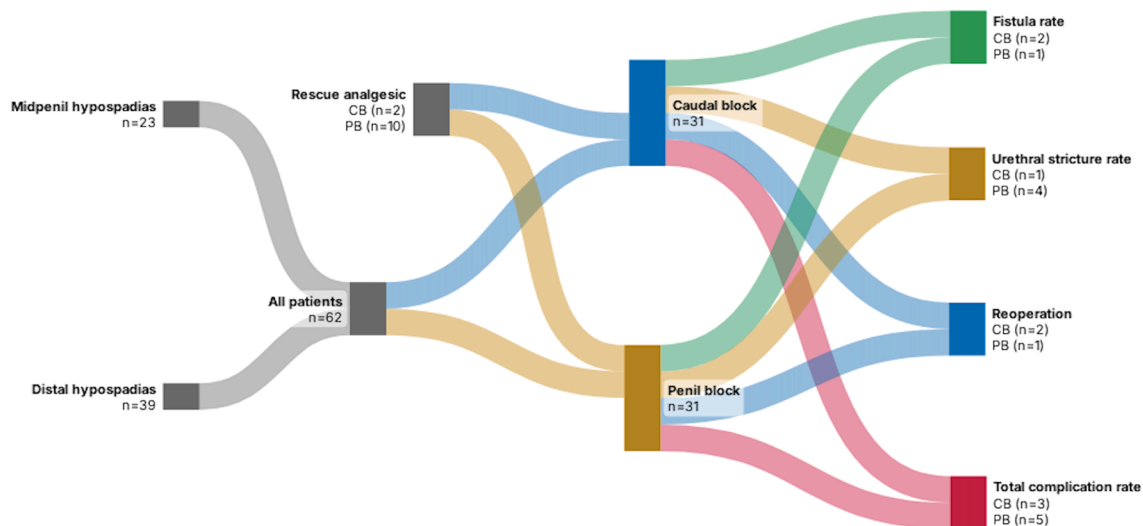 Midpenil hypospadias
n=23
Distal hypospadias
n=39
All patients
n=62
Rescue analgesic
CB (n=2)
PB (n=10)
Caudal block
n=31
Penil block
n=31
Fistula rate
CB (n=2)
PB (n=1)
Urethral stricture rate
CB (n=1)
PB (n=4)
Reoperation
CB (n=2)
PB (n=1)
Total complication rate
CB (n=3)
PB (n=5)